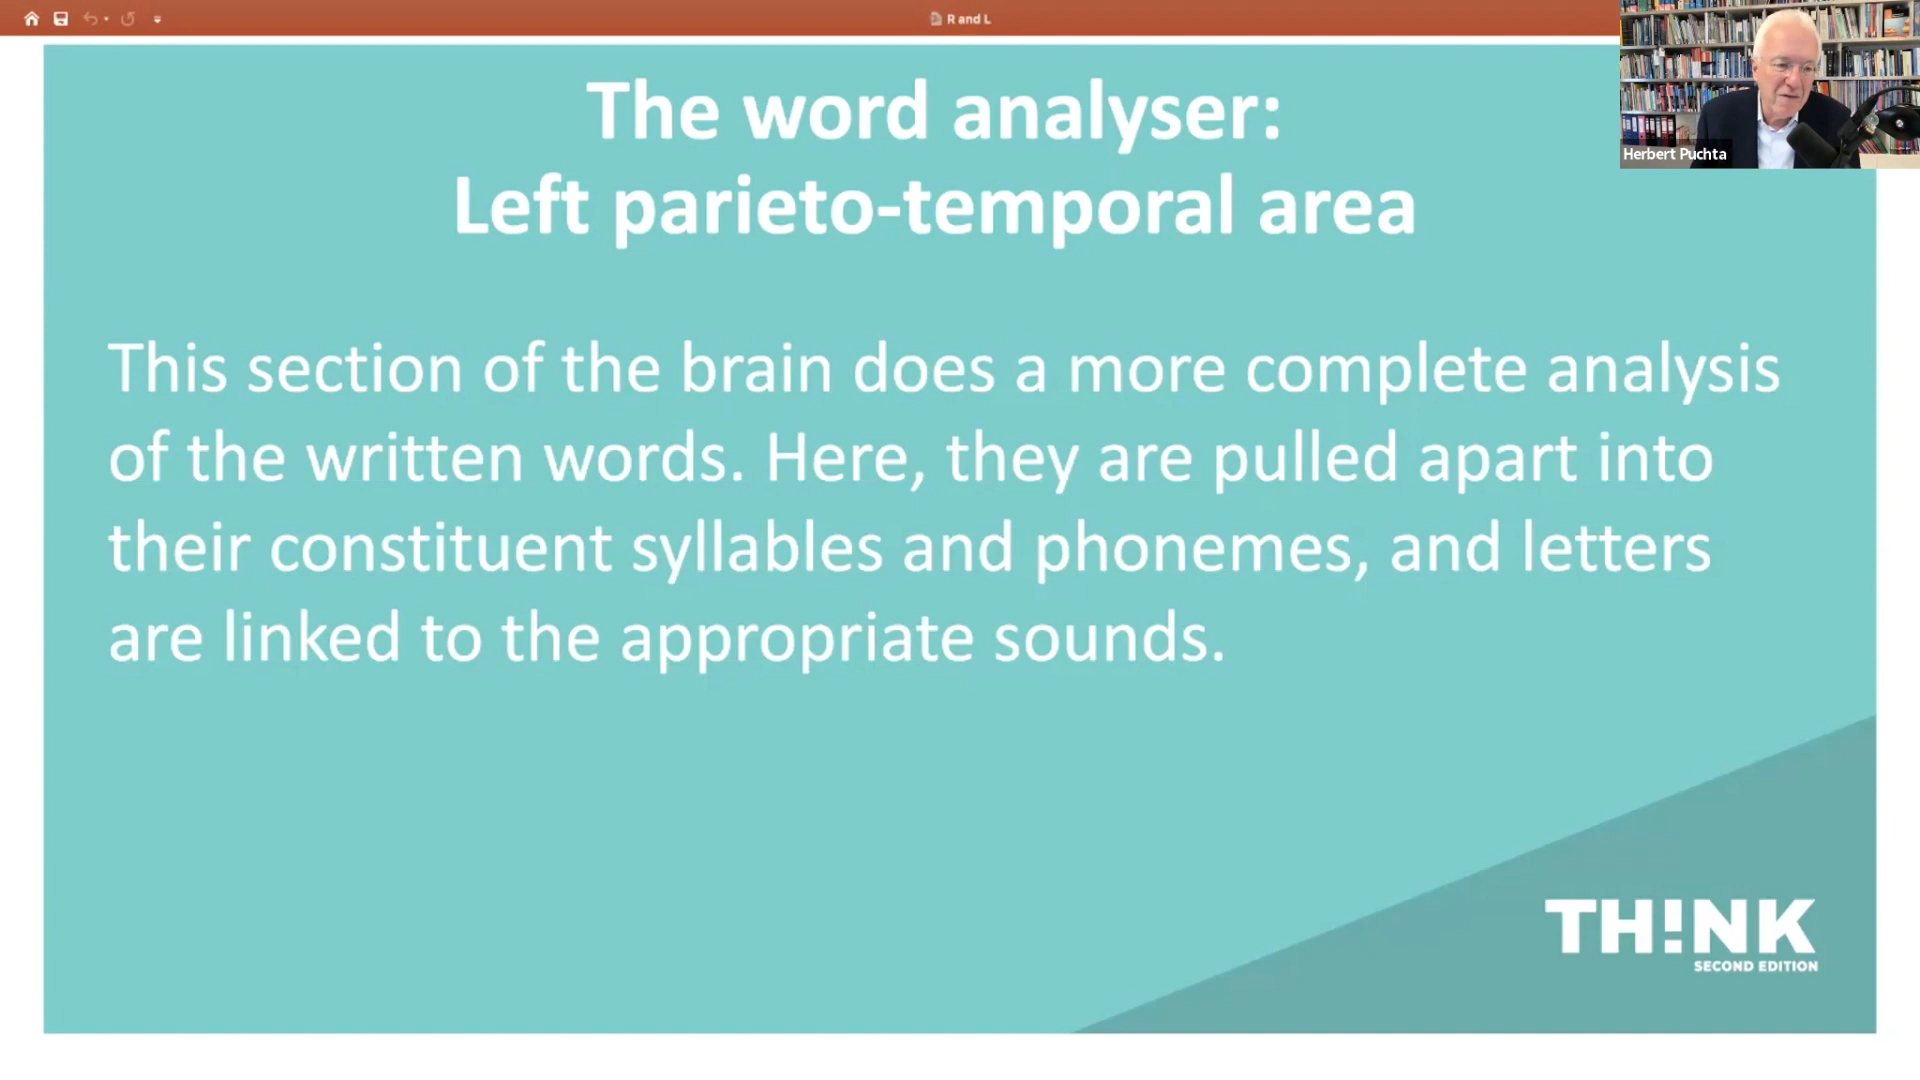 R and L
Herbert Puchta
The word analyser:
Left parieto-temporal area
This section of the brain does a more complete analysis
of the written words. Here, they are pulled apart into
their constituent syllables and phonemes, and letters
are linked to the appropriate sounds.
TH!NK
SECOND EDITION